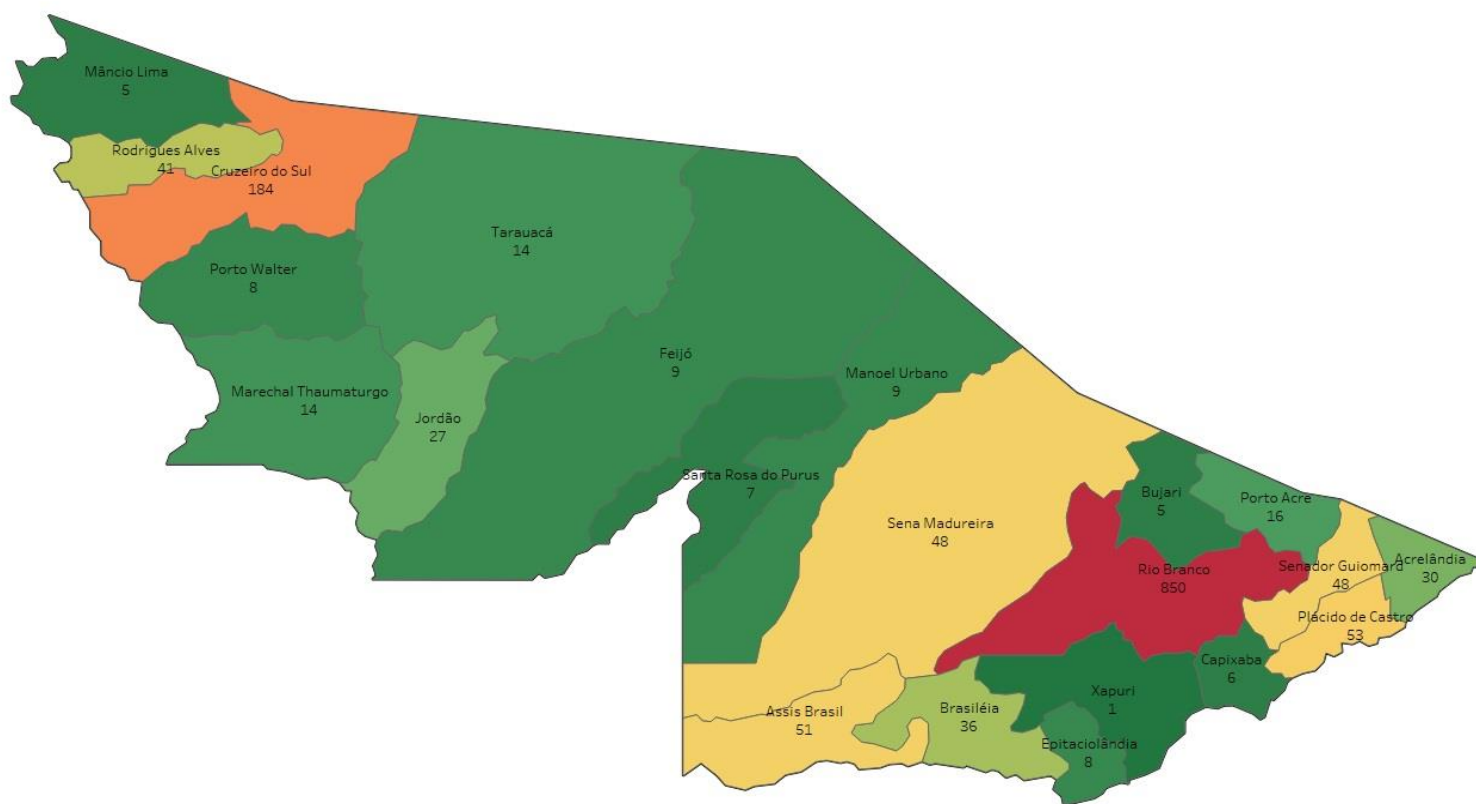 Mâncio Lima
5
Rodrigues Alves
41
Cruzeiro do Sul
184
Tarauacá
14
Porto Walter
8
Feijó
9
Manoel Urbano
9
Marechal Thaumaturgo
14
Jordão
27
Santa Rosa do Purus
7
Bujari
5
Porto Acre
16
Sena Madureira
48
Rio Branco
850
Senador Guiomard
48
Acrelândia
30
Plácido de Castro
53
Capixaba
6
Xapuri
1
Assis Brasil
51
Brasiléia
36
Epitaciolândia
8